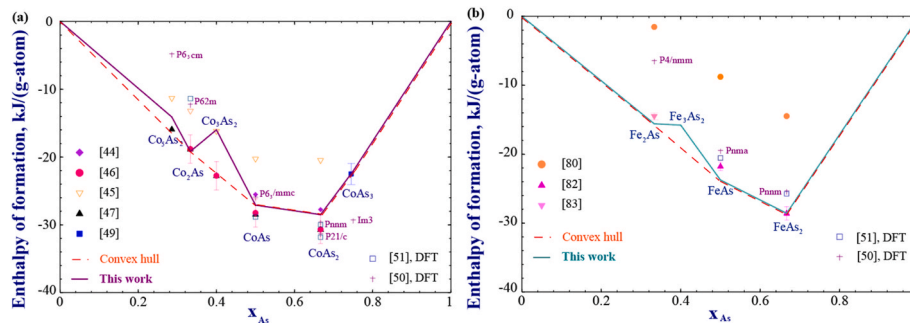 (a)
Enthalpy of formation, kJ/(g-atom)
0
-10
-20
-30
-40
0
0.2
0.4
0.6
0.8
1
x_As
P6₃cm
P62m
Co₅As₂
Co₃As₂
Co₂As
P6₃/mmc
CoAs
Pnnm
P21/c
CoAs₂
Im3
CoAs₃
[44]
[46]
[45]
[47]
[49]
Convex hull
This work
[51], DFT
[50], DFT
(b)
Enthalpy of formation, kJ/(g-atom)
0
-10
-20
-30
-40
0
0.2
0.4
0.6
0.8
x_As
P4/nmm
Fe₃As₂
Fe₂As
Pnma
FeAs
Pnnm
FeAs₂
[80]
[82]
[83]
Convex hull
This work
[51], DFT
[50], DFT